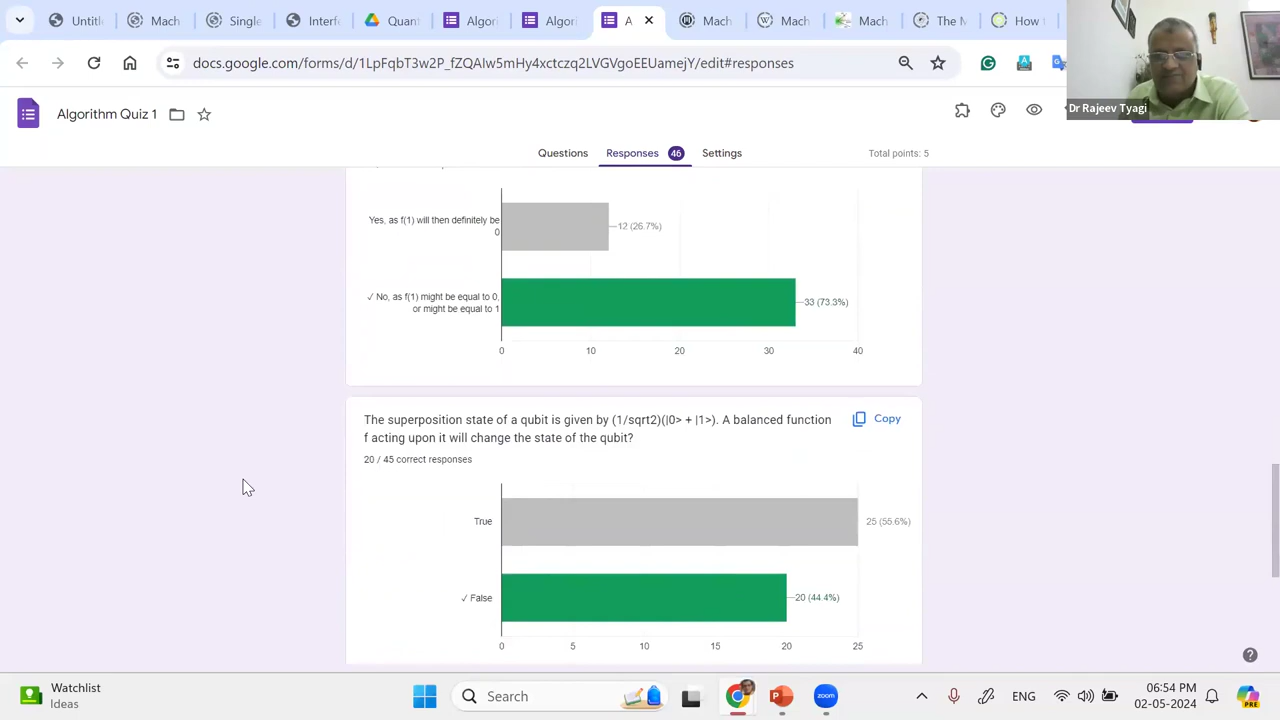 Untit
Mach
Single
Interf
Quant
Algori
Algori
A
Mach
Mach
Mach
The M
How
docs.google.com/forms/d/1LpFqbT3w2P_fZQAIw5mHy4xctczq2LVGVgoEEUamejY/edit#responses
Dr Rajeev Tyagi
Algorithm Quiz 1
Questions
Responses 46
Settings
Total points: 5
Yes, as f(1) will then definitely be
0
12 (26.7%)
✓ No, as f(1) might be equal to 0,
or might be equal to 1
33 (73.3%)
0 10 20 30 40
The superposition state of a qubit is given by (1/sqrt2)(|0> + |1>). A balanced function
f acting upon it will change the state of the qubit?
Copy
20 / 45 correct responses
True
25 (55.6%)
✓ False
20 (44.4%)
0 5 10 15 20 25
Watchlist
Ideas
Search
zoom
ENG
06:54 PM
02-05-2024
PRE